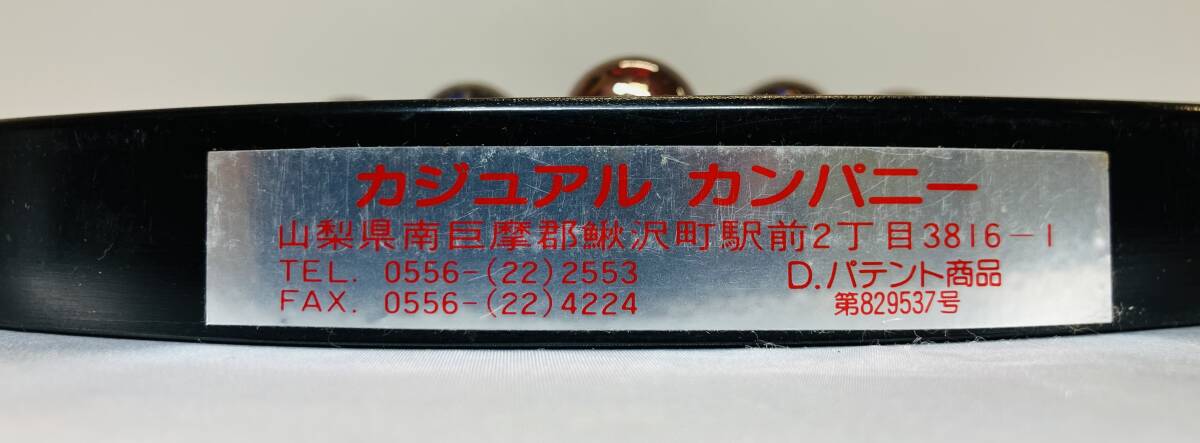 カジュアル カンパニー
山梨県南巨摩郡鰍沢町駅前2丁目3816-1
TEL. 0556-(22)2553
FAX. 0556-(22)4224
D.パテント商品
第829537号